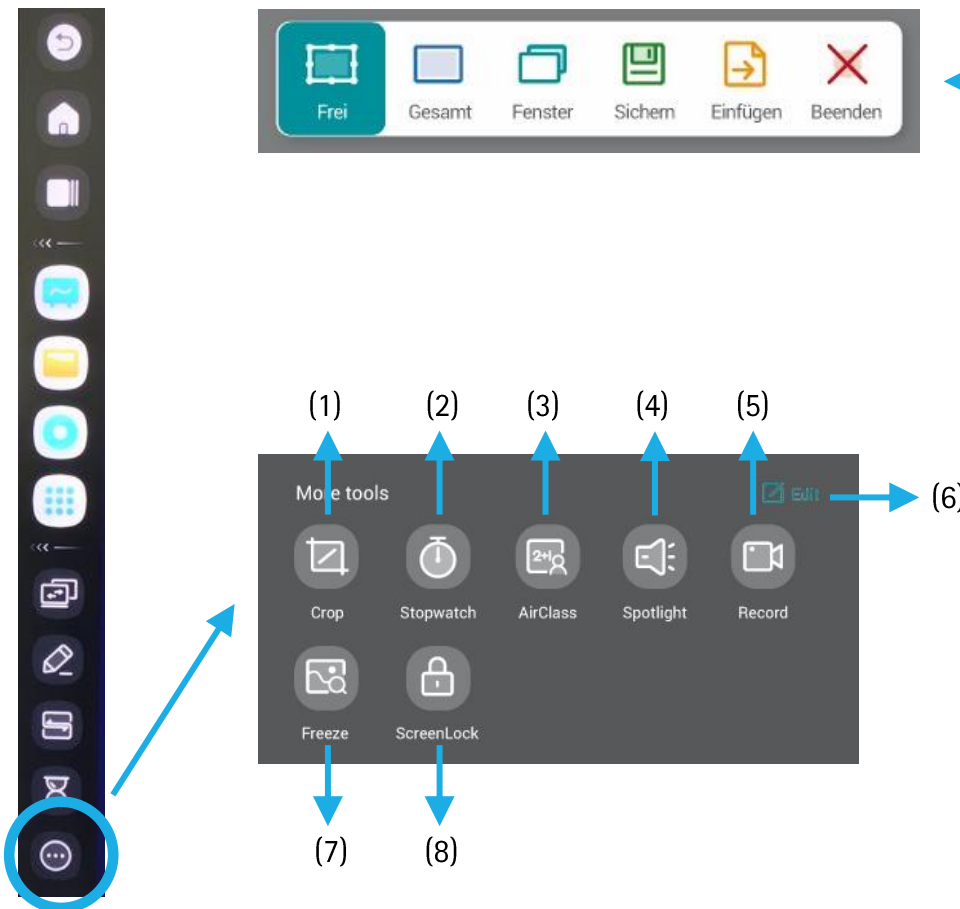 Frei Gesamt Fenster Sichern Einfügen Beenden
(1) (2) (3) (4) (5)
More tools Edit
(6)
2+
Crop Stopwatch AirClass Spotlight Record
Freeze ScreenLock
(7) (8)